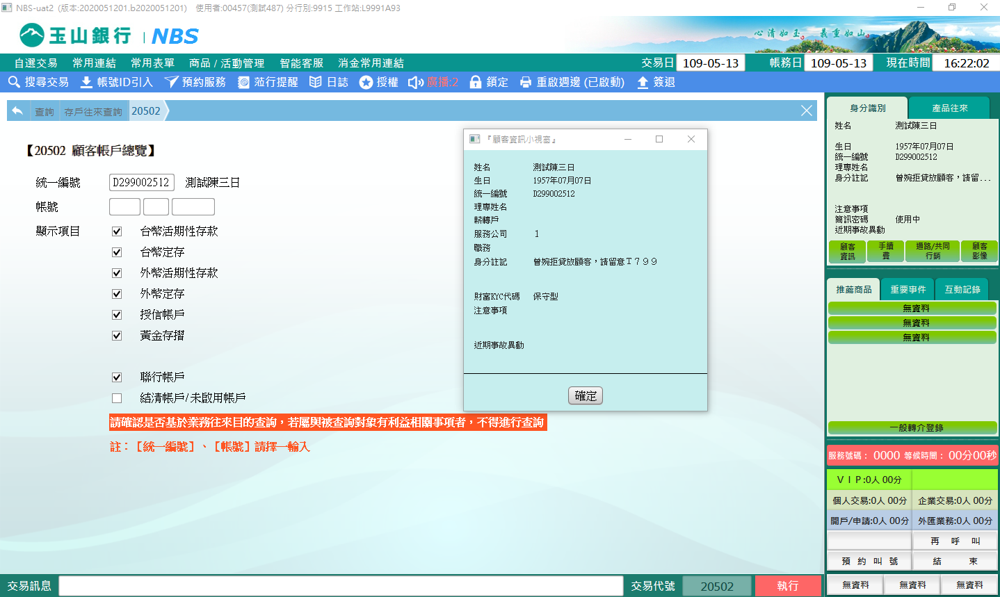 NBS-uat2 (版本:2020051201.b2020051201) 使用者:00457(測試487) 分行別:9915 工作站:L9991A93
玉山銀行 NBS
心清如玉 義重如山
自選交易 常用連結 常用表單 商品/活動管理 智能客服 消金常用連結
交易日 109-05-13 帳務日 109-05-13 現在時間 16:22:02
搜尋交易 帳號ID引入 預約服務 蒞行提醒 日誌 授權 廣播:2 鎖定 重啟週邊 (已啟動) 簽退
查詢 存戶往來查詢 20502
【20502 顧客帳戶總覽】
統一編號 D299002512 測試陳三日
帳號
顯示項目
台幣活期性存款
台幣定存
外幣活期性存款
外幣定存
授信帳戶
黃金存摺
聯行帳戶
結清帳戶/未啟用帳戶
請確認是否基於業務往來目的查詢，若屬與被查詢對象有利益相關事項者，不得進行查詢
註：［統一編號］、［帳號］請擇一輸入
『顧客資訊小視窗』
姓名 測試陳三日
生日 1957年07月07日
統一編號 D299002512
理專姓名
薪轉戶
服務公司 1
職務
身分註記 曾婉拒貸放顧客，請留意Ｔ７９９
財富KYC代碼 保守型
注意事項
近期事故異動
確定
身分識別 產品往來
姓名 測試陳三日
生日 1957年07月07日
統一編號 D299002512
理專姓名
身分註記 曾婉拒貸放顧客，請留...
注意事項
簡訊密碼 使用中
近期事故異動
顧客資訊 手續費 通路/共同行銷 顧客影像
推薦商品 重要事件 互動記錄
無資料
無資料
無資料
一般轉介登錄
服務號碼： 0000 等候時間： 00分00秒
ＶＩＰ:0人 00分
個人交易:0人 00分 企業交易:0人 00分
開戶/申請:0人 00分 外匯業務:0人 00分
再 呼 叫
預 約 叫 號 結 束
無資料 無資料 無資料
交易訊息 交易代號 20502 執行